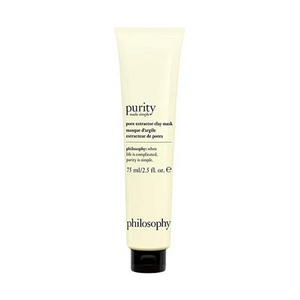 purity
made simple
pore extractor clay mask
masque d'argile
extracteur de pores
philosophy: when
life is complicated,
purity is simple.
75 ml/2.5 fl. oz. ℮
philosophy